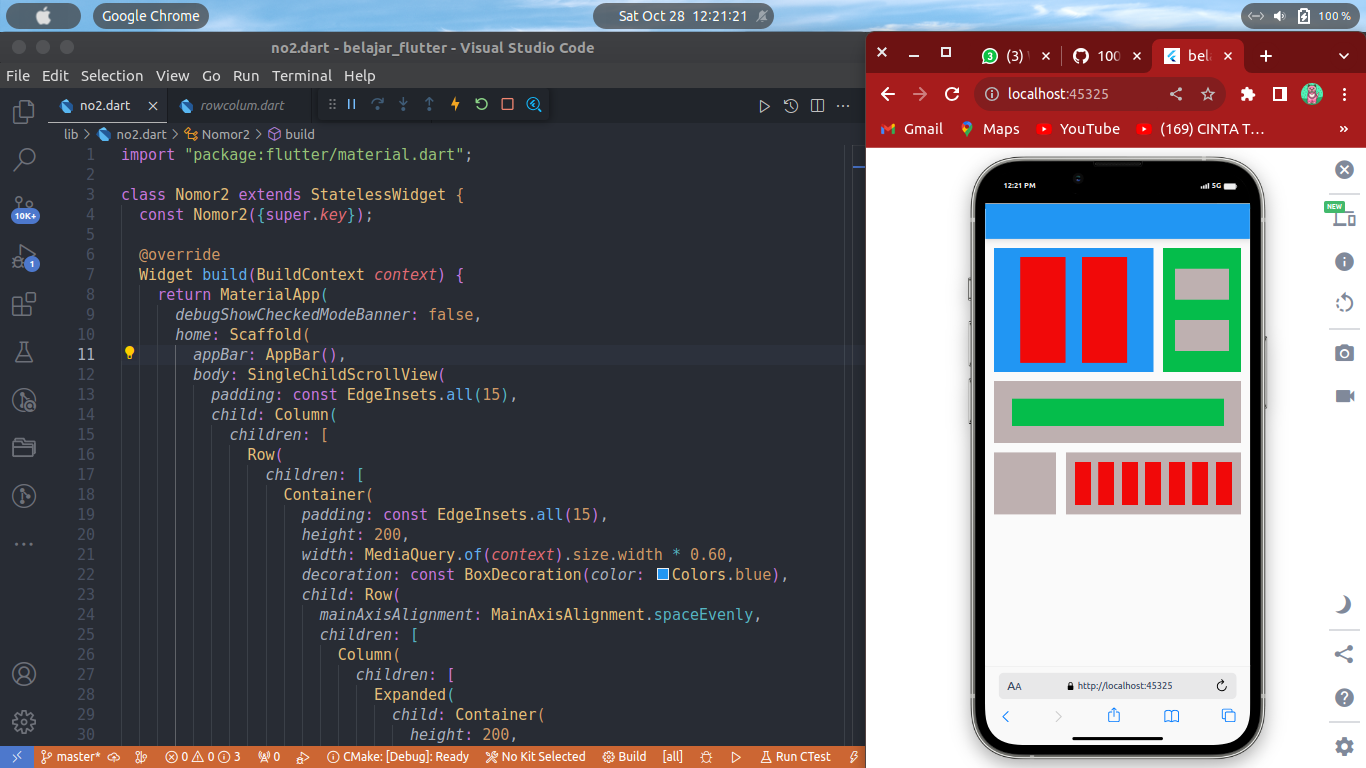 Google Chrome
Sat Oct 28 12:21:21
100 %
no2.dart - belajar_flutter - Visual Studio Code
File Edit Selection View Go Run Terminal Help
no2.dart
rowcolum.dart
lib > no2.dart > Nomor2 > build
1 import "package:flutter/material.dart";
2
3 class Nomor2 extends StatelessWidget {
4 const Nomor2({super.key});
5
6 @override
7 Widget build(BuildContext context) {
8 return MaterialApp(
9 debugShowCheckedModeBanner: false,
10 home: Scaffold(
11 appBar: AppBar(),
12 body: SingleChildScrollView(
13 padding: const EdgeInsets.all(15),
14 child: Column(
15 children: [
16 Row(
17 children: [
18 Container(
19 padding: const EdgeInsets.all(15),
20 height: 200,
21 width: MediaQuery.of(context).size.width * 0.60,
22 decoration: const BoxDecoration(color: Colors.blue),
23 child: Row(
24 mainAxisAlignment: MainAxisAlignment.spaceEvenly,
25 children: [
26 Column(
27 children: [
28 Expanded(
29 child: Container(
30 height: 200,
10K+
1
master* 0 0 3 0 CMake: [Debug]: Ready No Kit Selected Build [all] Run CTest
3 (3) 100 bela
localhost:45325
Gmail Maps YouTube (169) CINTA T... »
12:21 PM 5G
AA http://localhost:45325
NEW